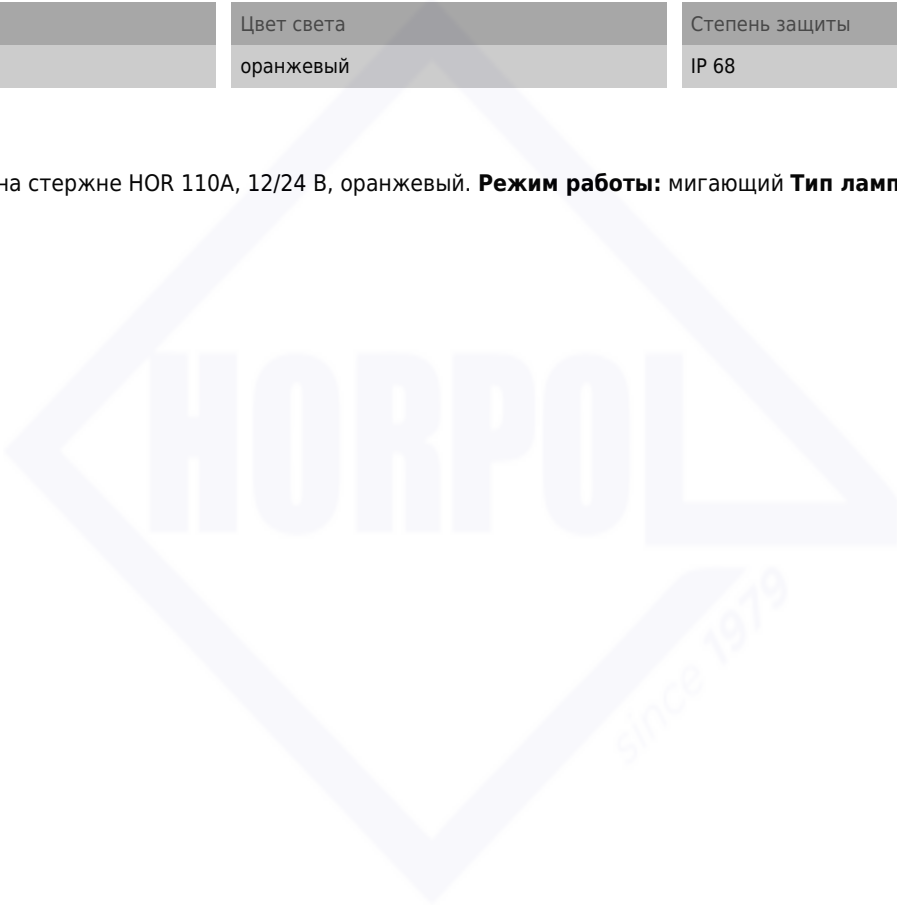 Цвет света Степень защиты
оранжевый IP 68
на стержне HOR 110A, 12/24 В, оранжевый. Режим работы: мигающий Тип ламп
HORPOL
since 1979